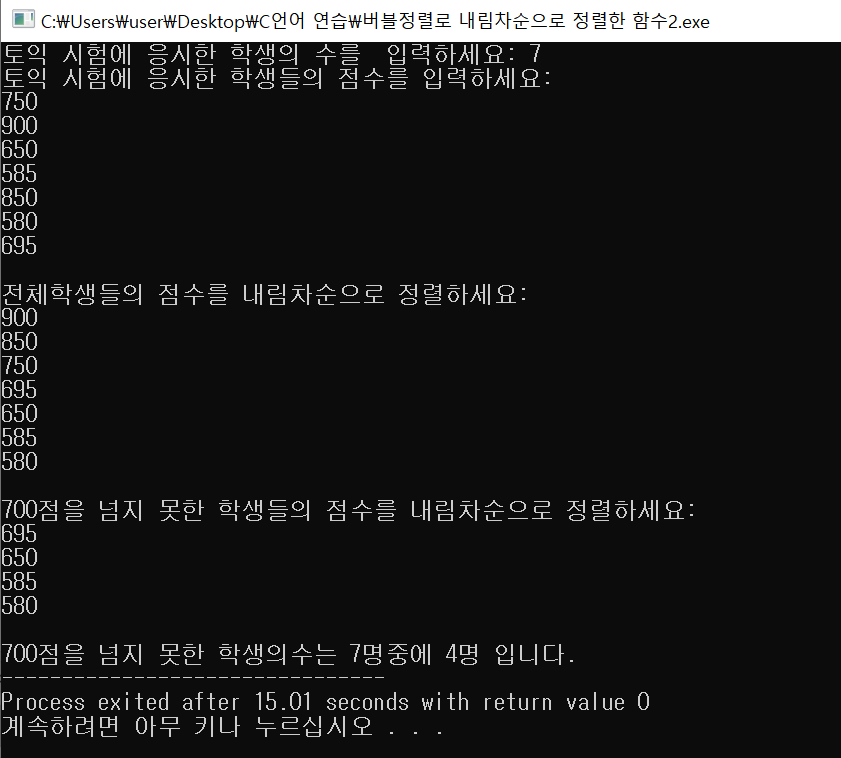 C:₩Users₩user₩Desktop₩C언어 연습₩버블정렬로 내림차순으로 정렬한 함수2.exe
토익 시험에 응시한 학생의 수를  입력하세요: 7
토익 시험에 응시한 학생들의 점수를 입력하세요:
750
900
650
585
850
580
695
전체학생들의 점수를 내림차순으로 정렬하세요:
900
850
750
695
650
585
580
700점을 넘지 못한 학생들의 점수를 내림차순으로 정렬하세요:
695
650
585
580
700점을 넘지 못한 학생의수는 7명중에 4명 입니다.
--------------------------------
Process exited after 15.01 seconds with return value 0
계속하려면 아무 키나 누르십시오 . . .